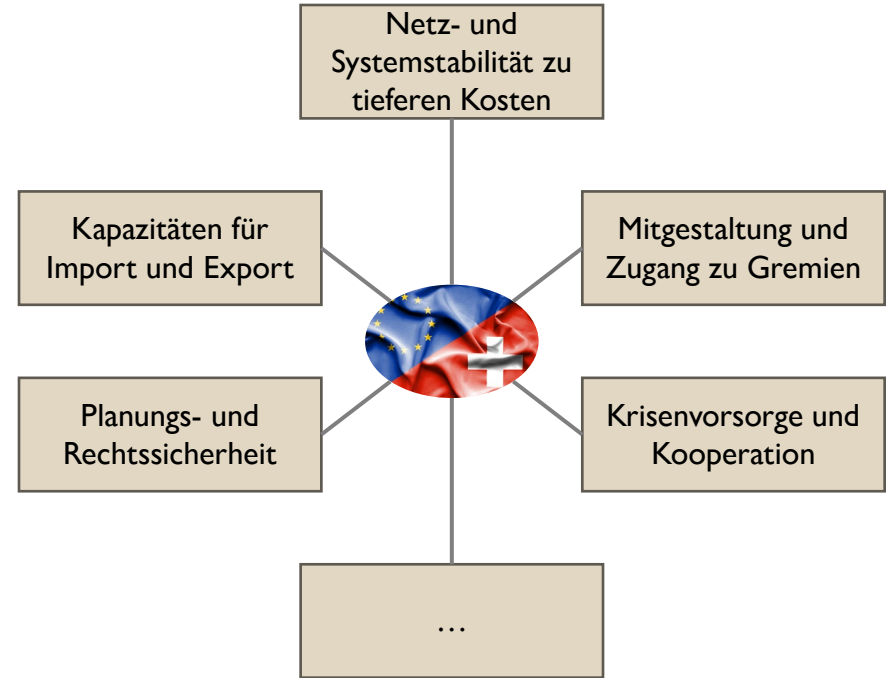 Netz- und
Systemstabilität zu
tieferen Kosten
Kapazitäten für
Import und Export
Mitgestaltung und
Zugang zu Gremien
Planungs- und
Rechtssicherheit
Krisenvorsorge und
Kooperation
…